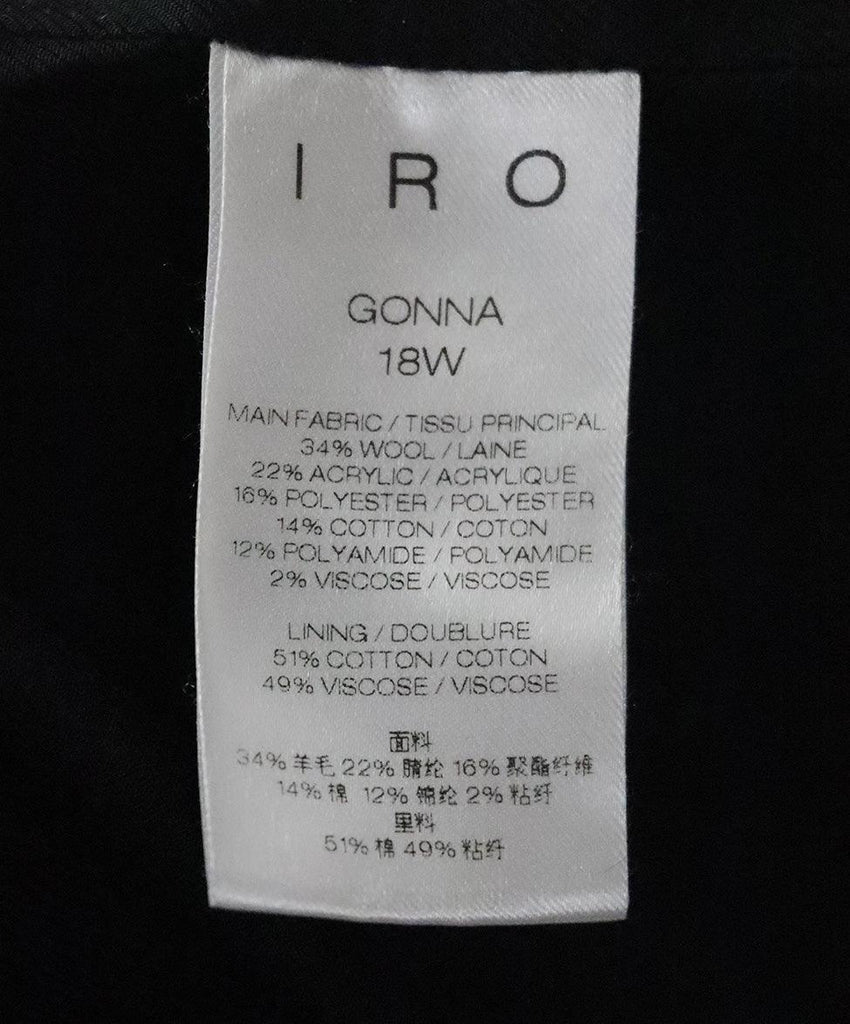 IRO
GONNA
18W
MAIN FABRIC / TISSU PRINCIPAL
34% WOOL / LAINE
22% ACRYLIC / ACRYLIQUE
16% POLYESTER / POLYESTER
14% COTTON / COTON
12% POLYAMIDE / POLYAMIDE
2% VISCOSE / VISCOSE
LINING / DOUBLURE
51% COTTON / COTON
49% VISCOSE / VISCOSE
面料
34% 羊毛 22% 腈纶 16% 聚酯纤维
14% 棉 12% 锦纶 2% 粘纤
里料
51% 棉 49% 粘纤